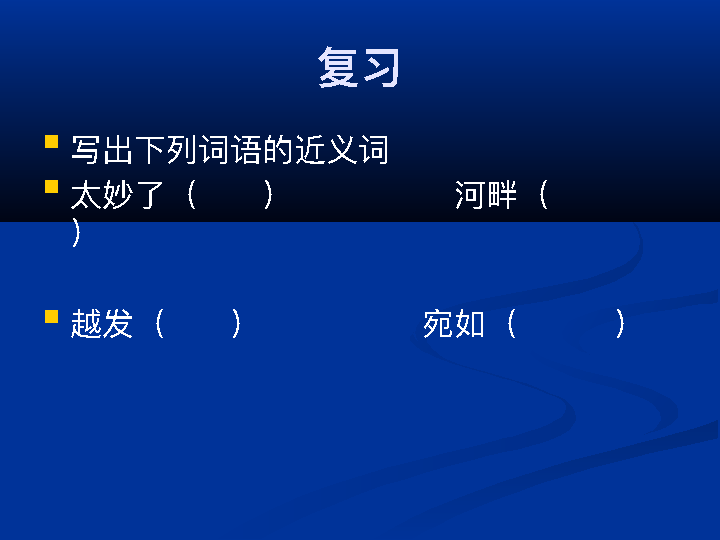 复习
写出下列词语的近义词
太妙了（　　）　　　　　河畔（
）
越发（　　）　　　　　宛如（　　　）